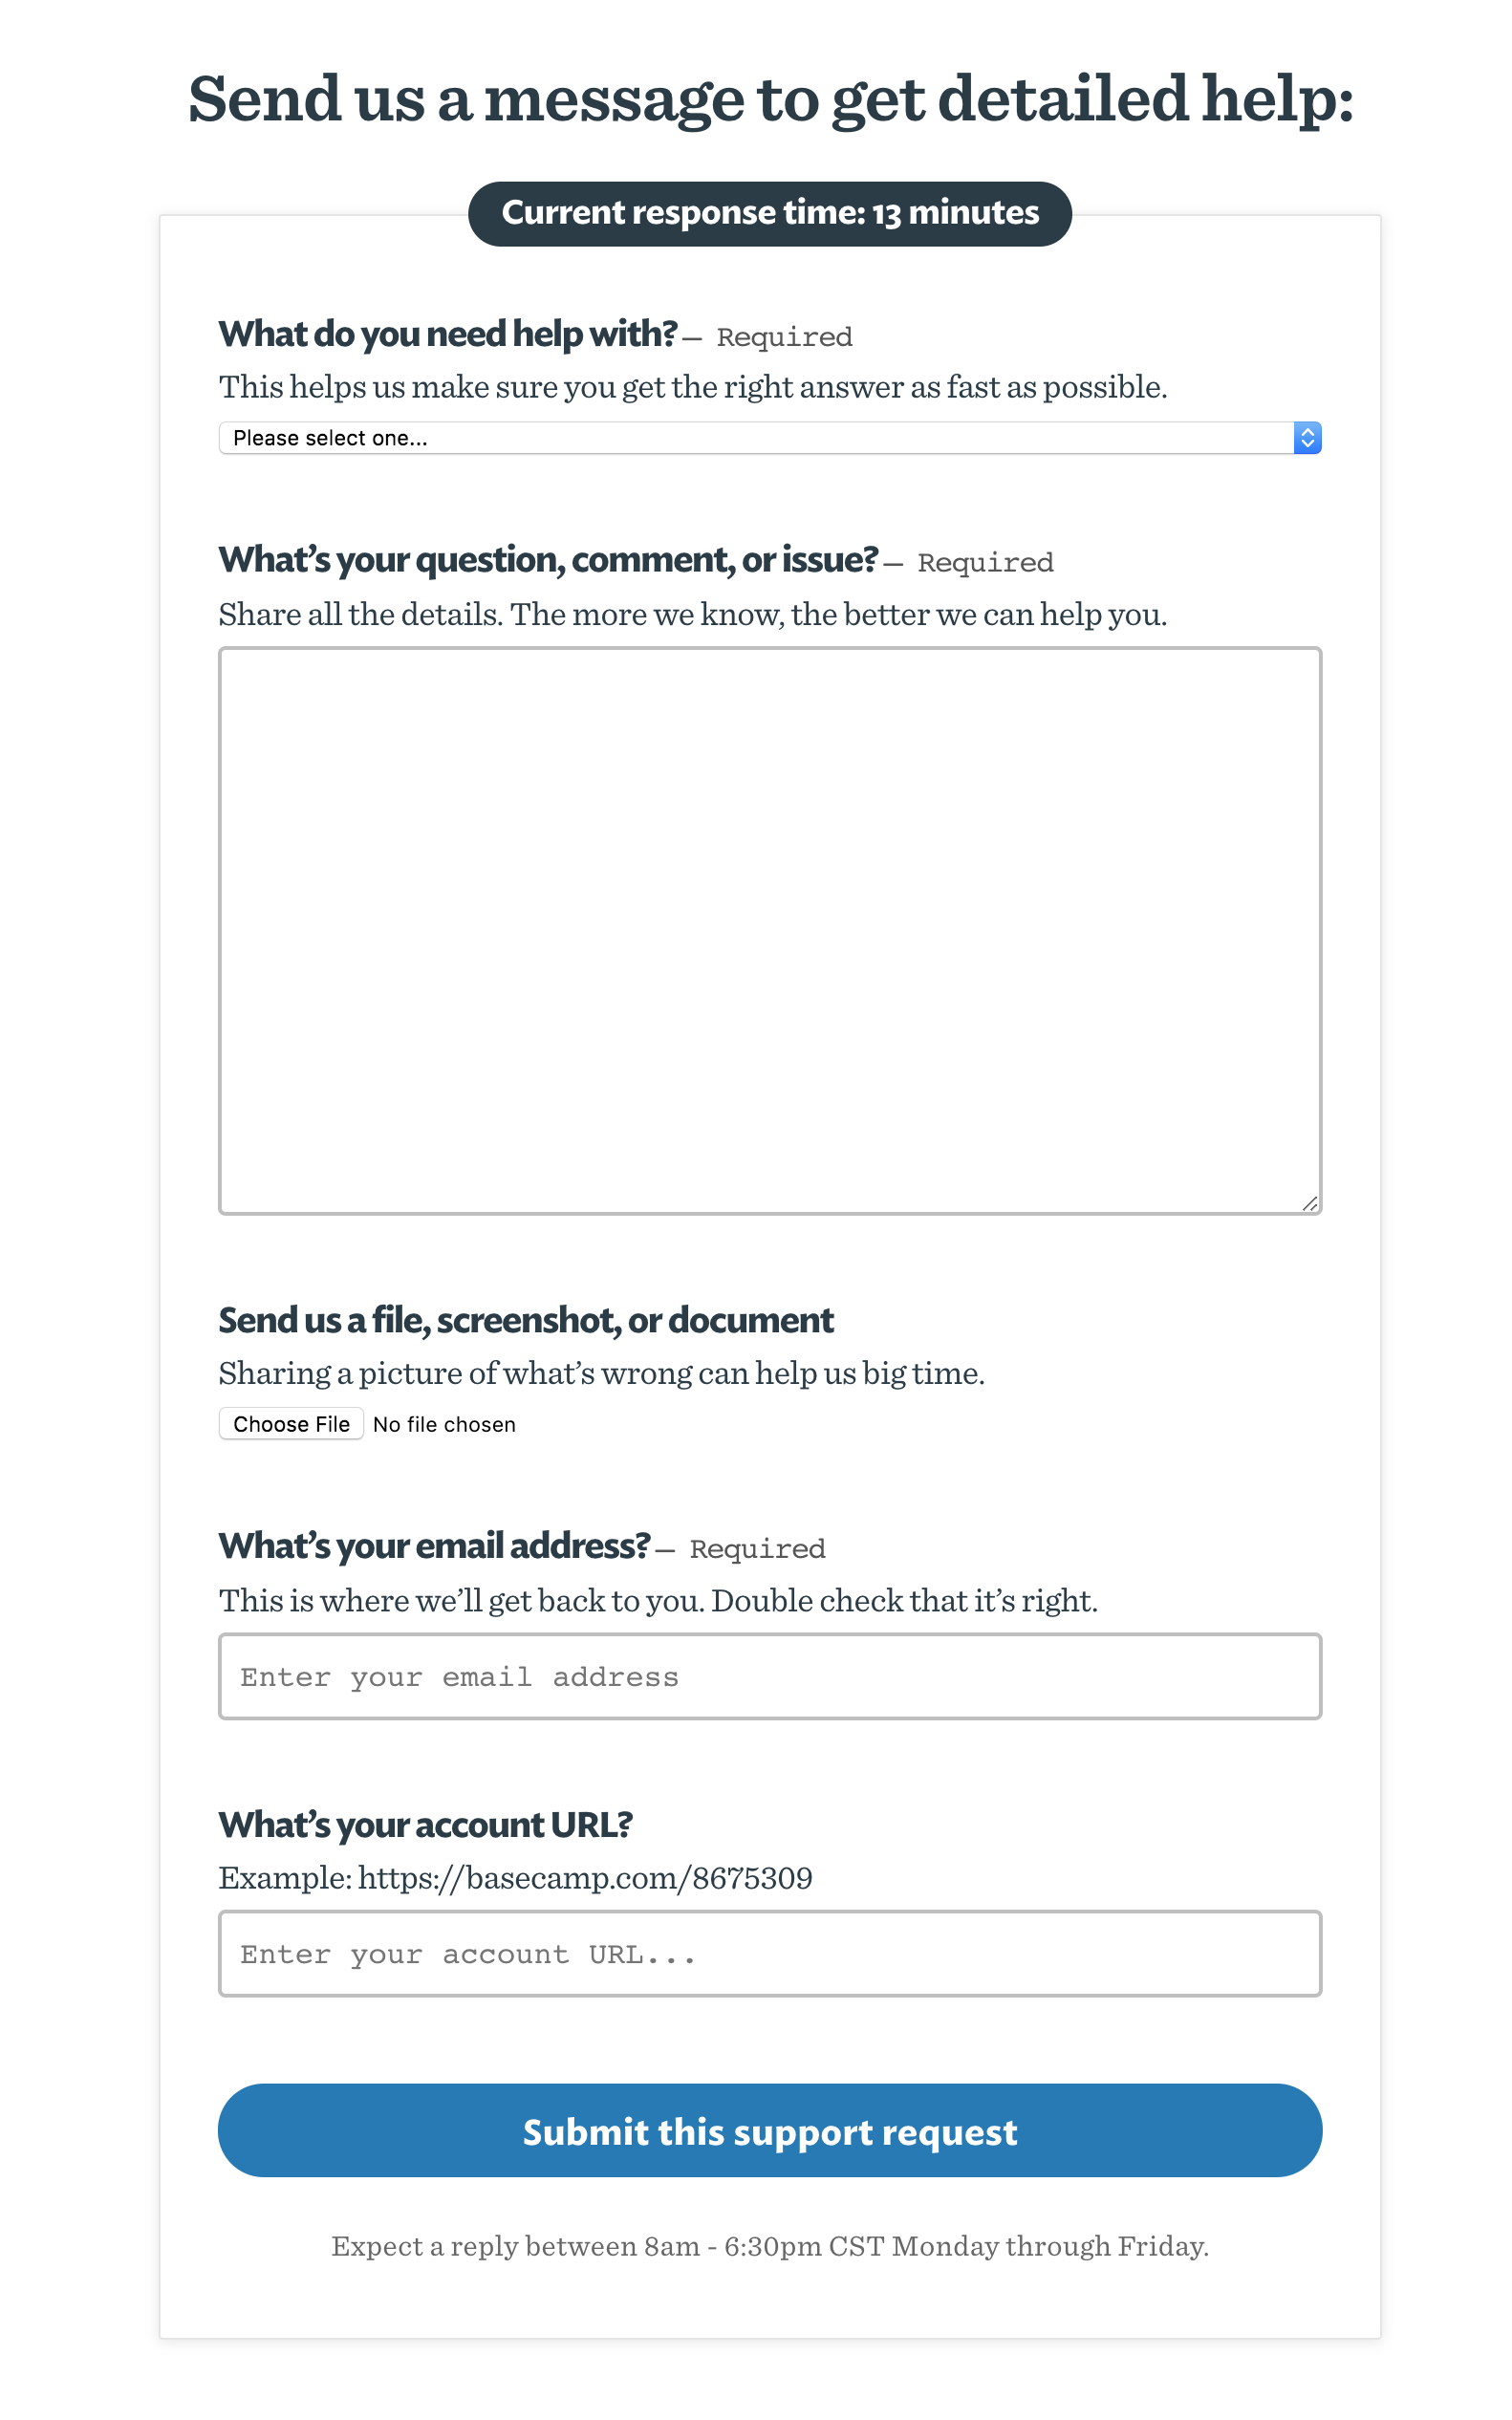 Send us a message to get detailed help:
Current response time: 13 minutes
What do you need help with? — Required
This helps us make sure you get the right answer as fast as possible.
Please select one...
What’s your question, comment, or issue? — Required
Share all the details. The more we know, the better we can help you.
Send us a file, screenshot, or document
Sharing a picture of what’s wrong can help us big time.
Choose File No file chosen
What’s your email address? — Required
This is where we’ll get back to you. Double check that it’s right.
Enter your email address
What’s your account URL?
Example: https://basecamp.com/8675309
Enter your account URL...
Submit this support request
Expect a reply between 8am - 6:30pm CST Monday through Friday.